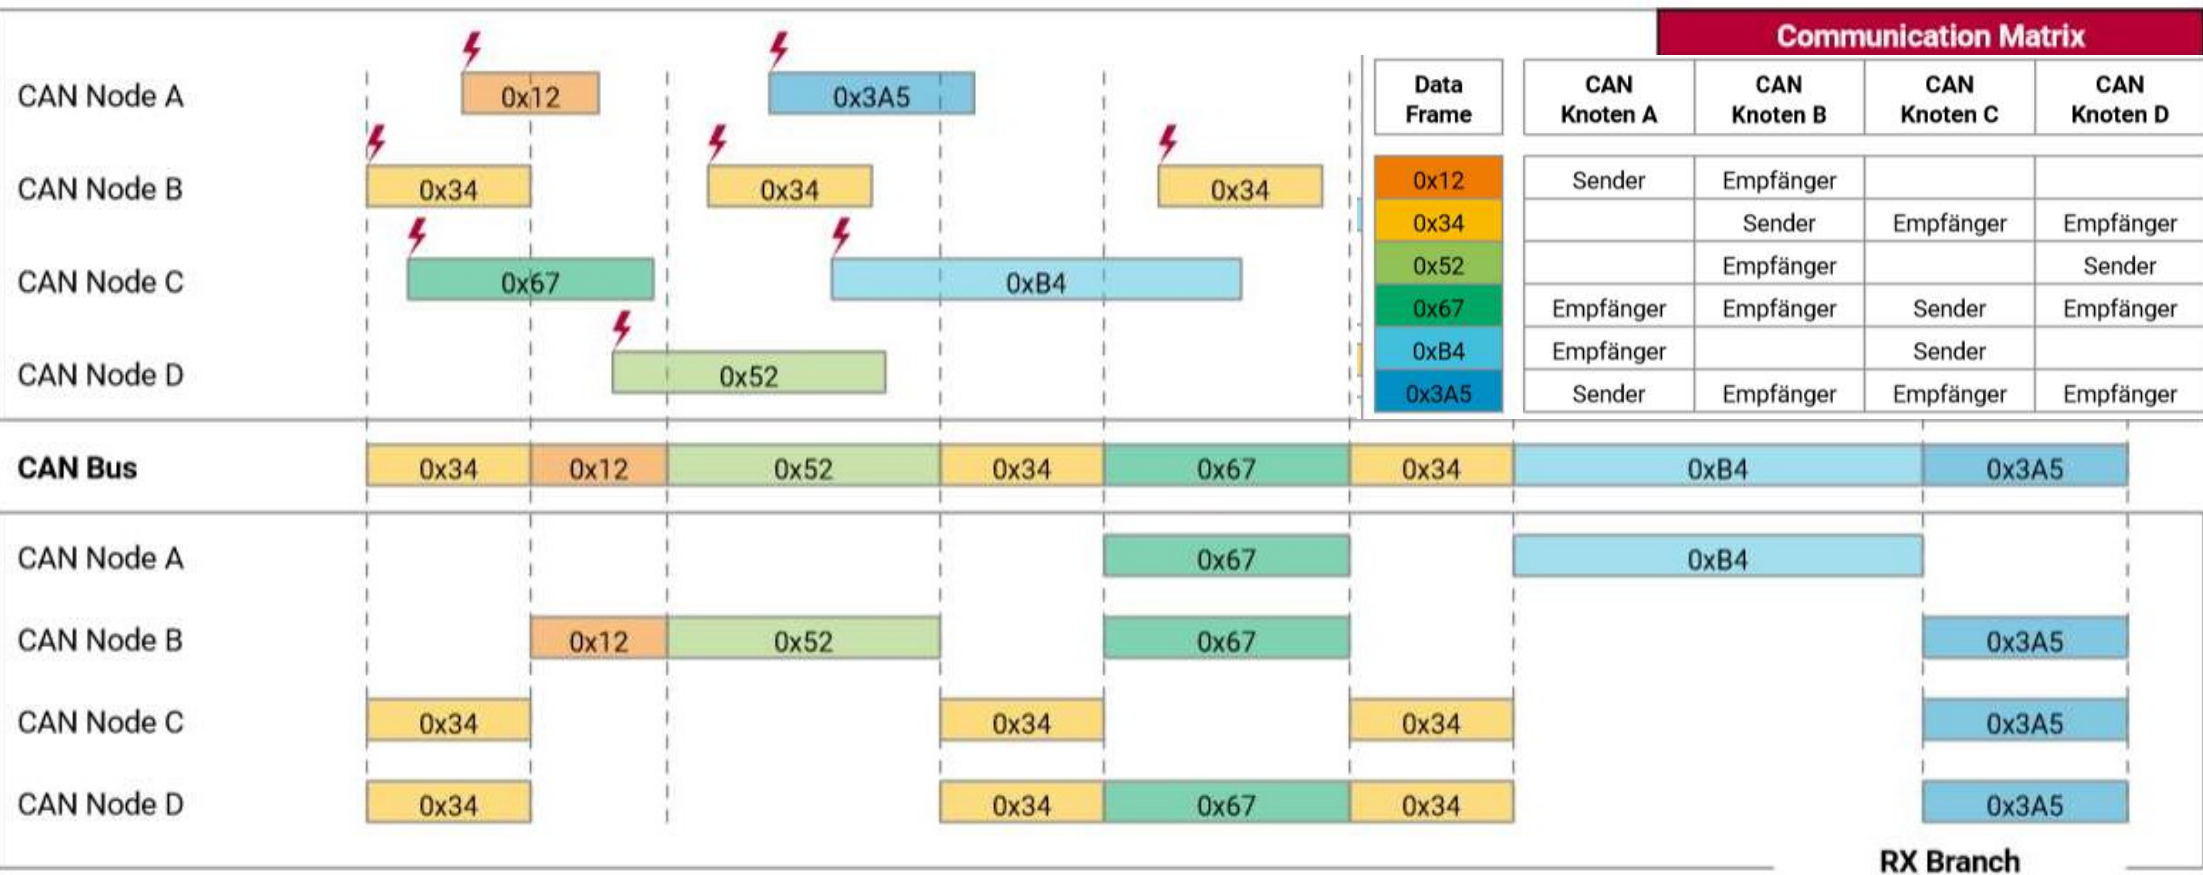 Communication Matrix
CAN Node A 0x12 0x3A5
CAN Node B 0x34 0x34 0x34
CAN Node C 0x67 0xB4
CAN Node D 0x52
Data Frame CAN Knoten A CAN Knoten B CAN Knoten C CAN Knoten D
0x12 Sender Empfänger
0x34 Sender Empfänger Empfänger
0x52 Empfänger Sender
0x67 Empfänger Empfänger Sender Empfänger
0xB4 Empfänger Sender
0x3A5 Sender Empfänger Empfänger Empfänger
CAN Bus 0x34 0x12 0x52 0x34 0x67 0x34 0xB4 0x3A5
CAN Node A 0x67 0xB4
CAN Node B 0x12 0x52 0x67 0x3A5
CAN Node C 0x34 0x34 0x34 0x3A5
CAN Node D 0x34 0x34 0x67 0x34 0x3A5
RX Branch